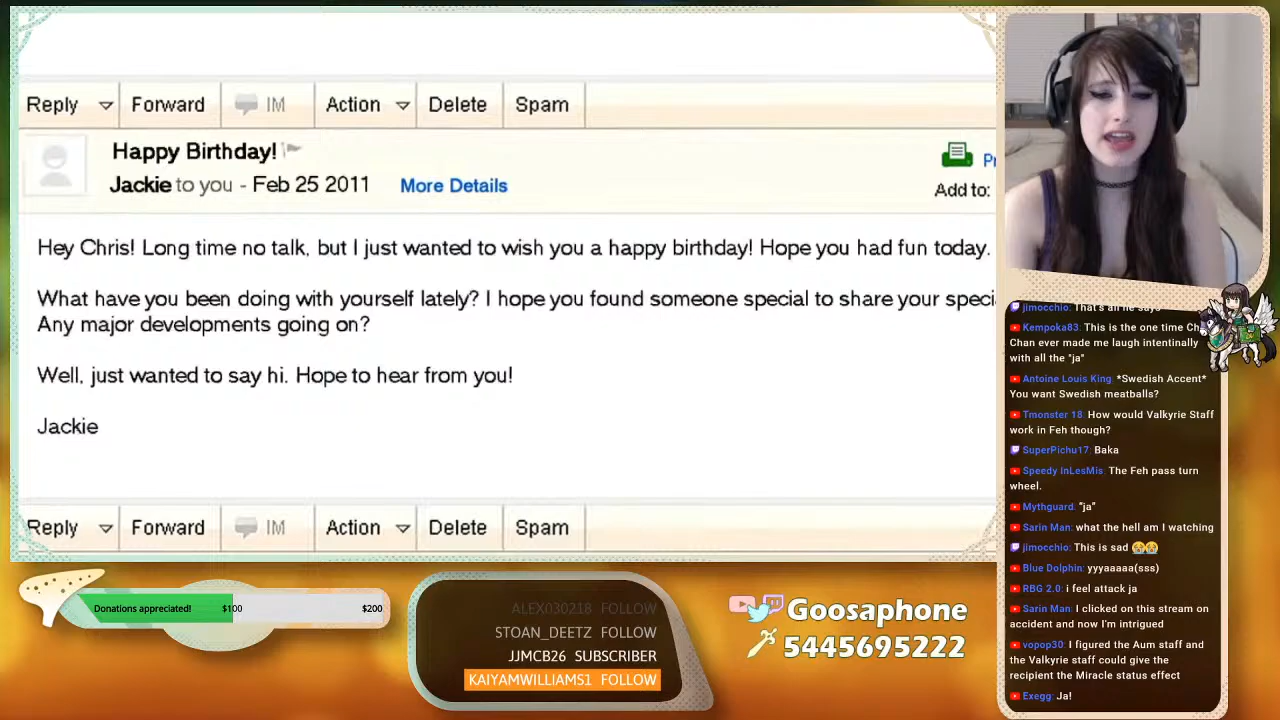 Reply
Forward
IM
Action
Delete
Spam
Happy Birthday!
Jackie to you - Feb 25 2011 More Details
Pr
Add to:
Hey Chris! Long time no talk, but I just wanted to wish you a happy birthday! Hope you had fun today.
What have you been doing with yourself lately? I hope you found someone special to share your speci
Any major developments going on?
Well, just wanted to say hi. Hope to hear from you!
Jackie
Reply
Forward
IM
Action
Delete
Spam
Donations appreciated! $100 $200
ALEX030218 FOLLOW
STOAN_DEETZ FOLLOW
JJMCB26 SUBSCRIBER
KAIYAMWILLIAMS1 FOLLOW
Goosaphone
5445695222
jimocchio: That's all he says
Kempoka83: This is the one time Ch
Chan ever made me laugh intentinally
with all the "ja"
Antoine Louis King: *Swedish Accent*
You want Swedish meatballs?
Tmonster 18: How would Valkyrie Staff
work in Feh though?
SuperPichu17: Baka
Speedy InLesMis: The Feh pass turn
wheel.
Mythguard: "ja"
Sarin Man: what the hell am I watching
jimocchio: This is sad 😭😭
Blue Dolphin: yyyaaaaa(sss)
RBG 2.0: i feel attack ja
Sarin Man: I clicked on this stream on
accident and now I'm intrigued
vopop30: I figured the Aum staff and
the Valkyrie staff could give the
recipient the Miracle status effect
Exegg: Ja!